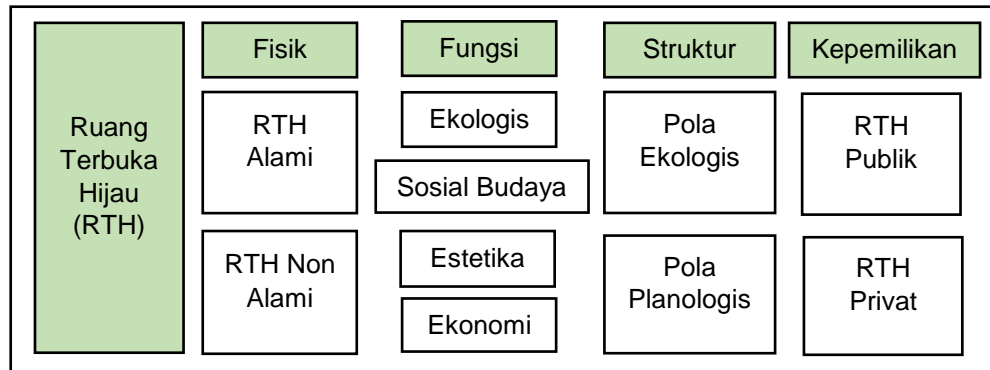 Ruang
Terbuka
Hijau
(RTH)
Fisik
RTH
Alami
RTH Non
Alami
Fungsi
Ekologis
Sosial Budaya
Estetika
Ekonomi
Struktur
Pola
Ekologis
Pola
Planologis
Kepemilikan
RTH
Publik
RTH
Privat